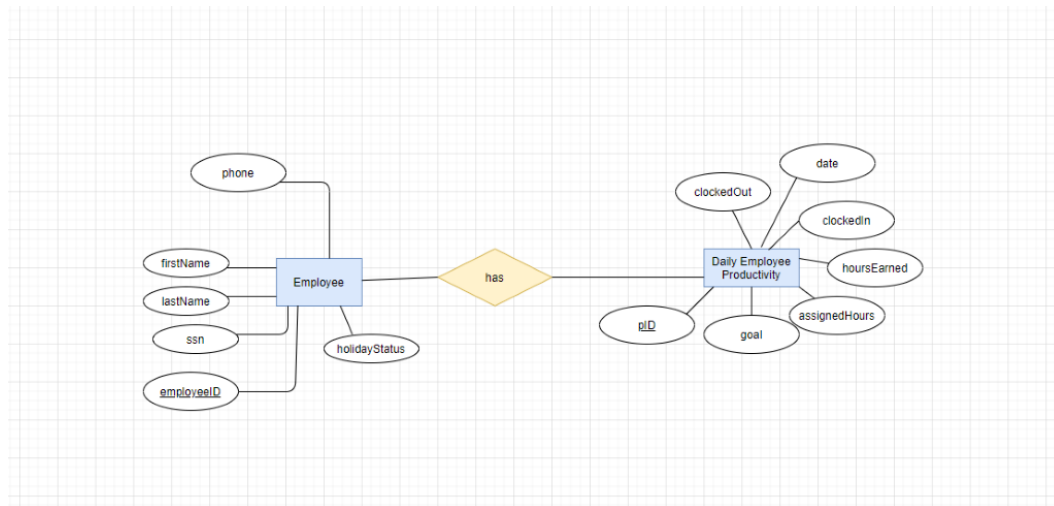 phone
date
clockedOut
clockedIn
firstName
Employee
has
Daily Employee
Productivity
hoursEarned
lastName
ssn
holidayStatus
pID
goal
assignedHours
employeeID